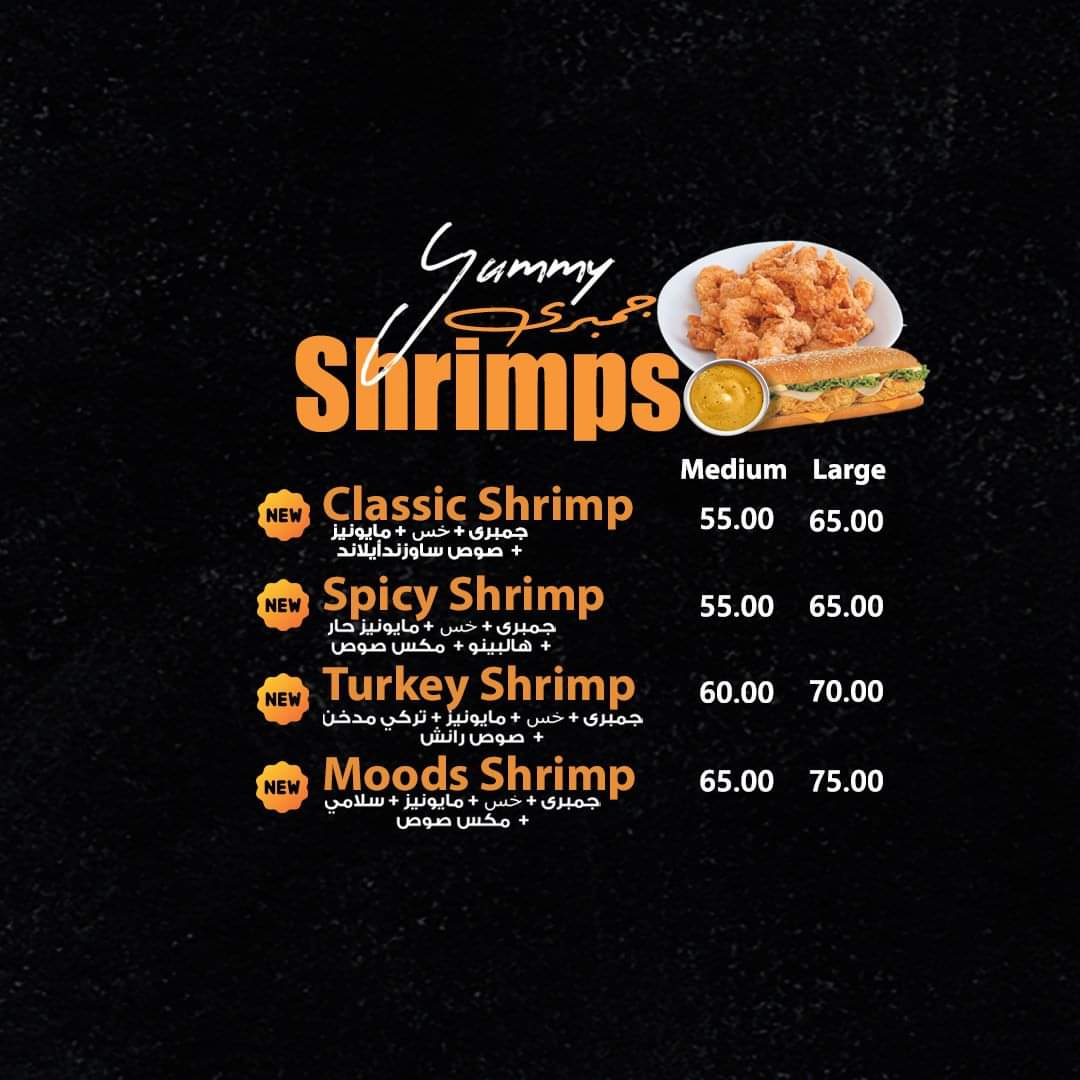 Yummy
جمبرى
Shrimps
Medium Large
NEW Classic Shrimp 55.00 65.00
جمبرى + خس + مايونيز
+ صوص ساوزندأيلاند
NEW Spicy Shrimp 55.00 65.00
جمبرى + خس + مايونيز حار
+ هالبينو + مكس صوص
NEW Turkey Shrimp 60.00 70.00
جمبرى + خس + مايونيز + تركي مدخن
+ صوص رانش
NEW Moods Shrimp 65.00 75.00
جمبرى + خس + مايونيز + سلامي
+ مكس صوص